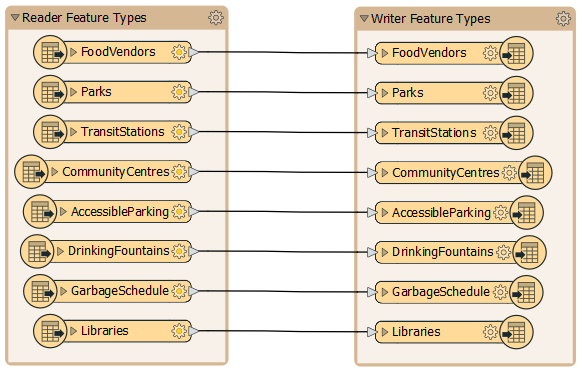 Reader Feature Types
FoodVendors
Parks
TransitStations
CommunityCentres
AccessibleParking
DrinkingFountains
GarbageSchedule
Libraries
Writer Feature Types
FoodVendors
Parks
TransitStations
CommunityCentres
AccessibleParking
DrinkingFountains
GarbageSchedule
Libraries